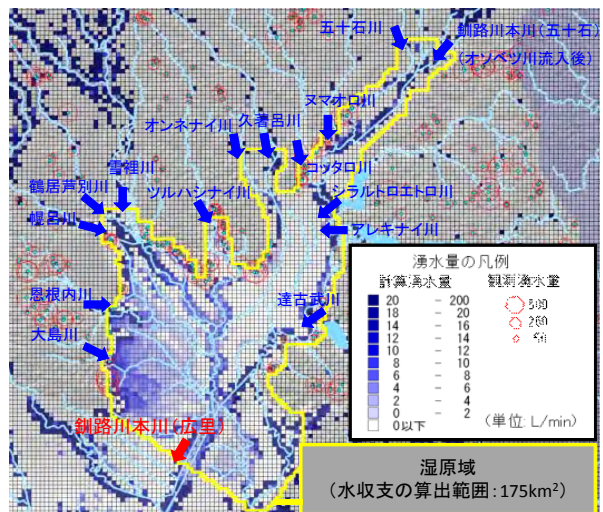 五十石川
釧路川本川(五十石)
(オソベツ川流入後)
ヌマオロ川
久著呂川
オンネナイ川
コッタロ川
雪裡川
鶴居芦別川
ツルハシナイ川
シラルトロエトロ川
幌呂川
アレキナイ川
恩根内川
達古武川
大島川
釧路川本川(広里)
湧水量の凡例
計算湧水量
観測湧水量
20 - 200
18 - 20
14 - 16
12 - 14
10 - 12
8 - 10
6 - 8
4 - 6
2 - 4
0 - 2
0以下
500
200
50
(単位: L/min)
湿原域
(水収支の算出範囲:175km²)